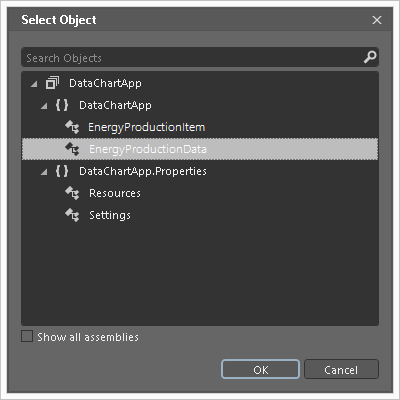 Select Object
Search Objects
DataChartApp
{ } DataChartApp
EnergyProductionItem
EnergyProductionData
{ } DataChartApp.Properties
Resources
Settings
Show all assemblies
OK Cancel